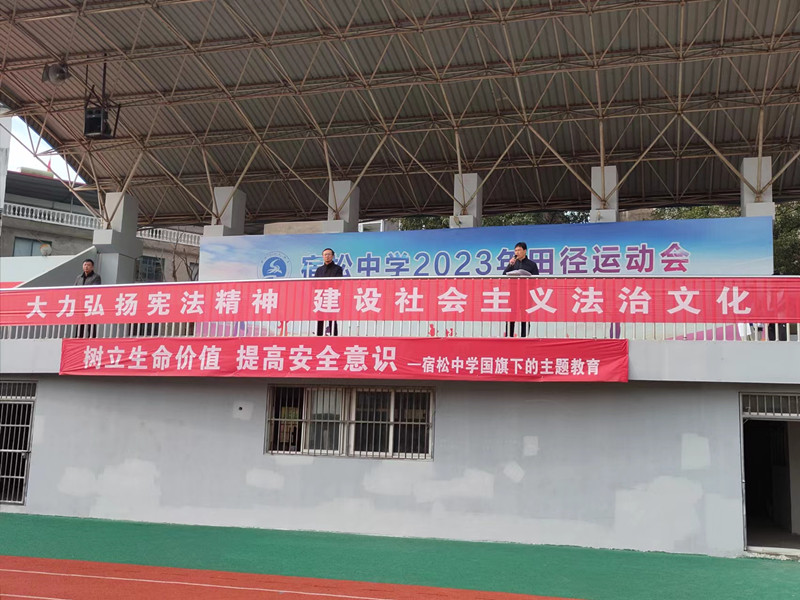 宿松中学2023年田径运动会
大力弘扬宪法精神 建设社会主义法治文化
树立生命价值 提高安全意识 —宿松中学国旗下的主题教育